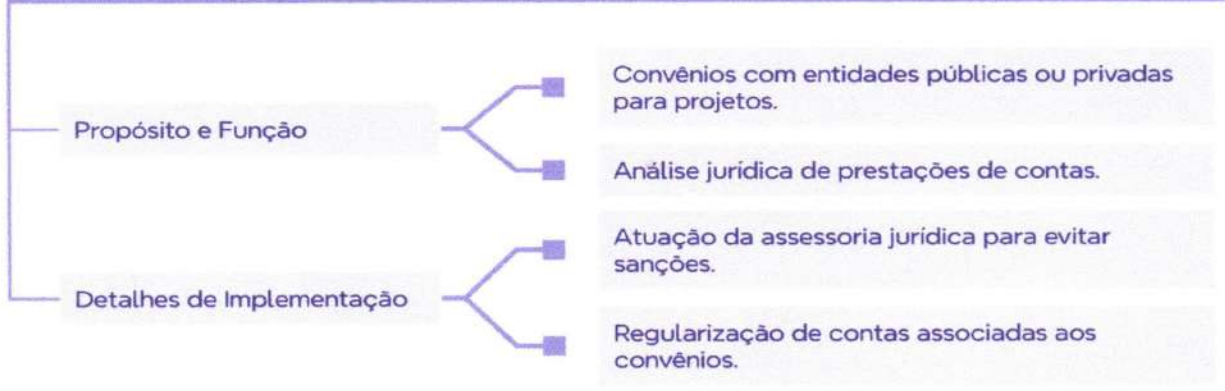 Propósito e Função
Convênios com entidades públicas ou privadas
para projetos.
Análise jurídica de prestações de contas.
Detalhes de Implementação
Atuação da assessoria jurídica para evitar
sanções.
Regularização de contas associadas aos
convênios.